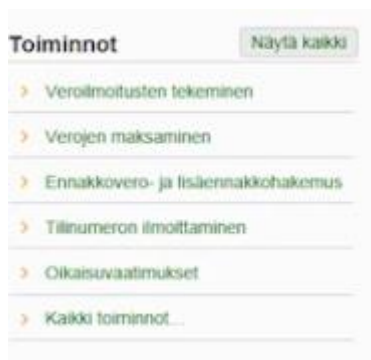 Toiminnot
Näytä kaikki
Veroilmoitusten tekeminen
Verojen maksaminen
Ennakkovero- ja lisäennakkohakemus
Tilinumeron ilmoittaminen
Oikaisuvaatimukset
Kaikki toiminnot...